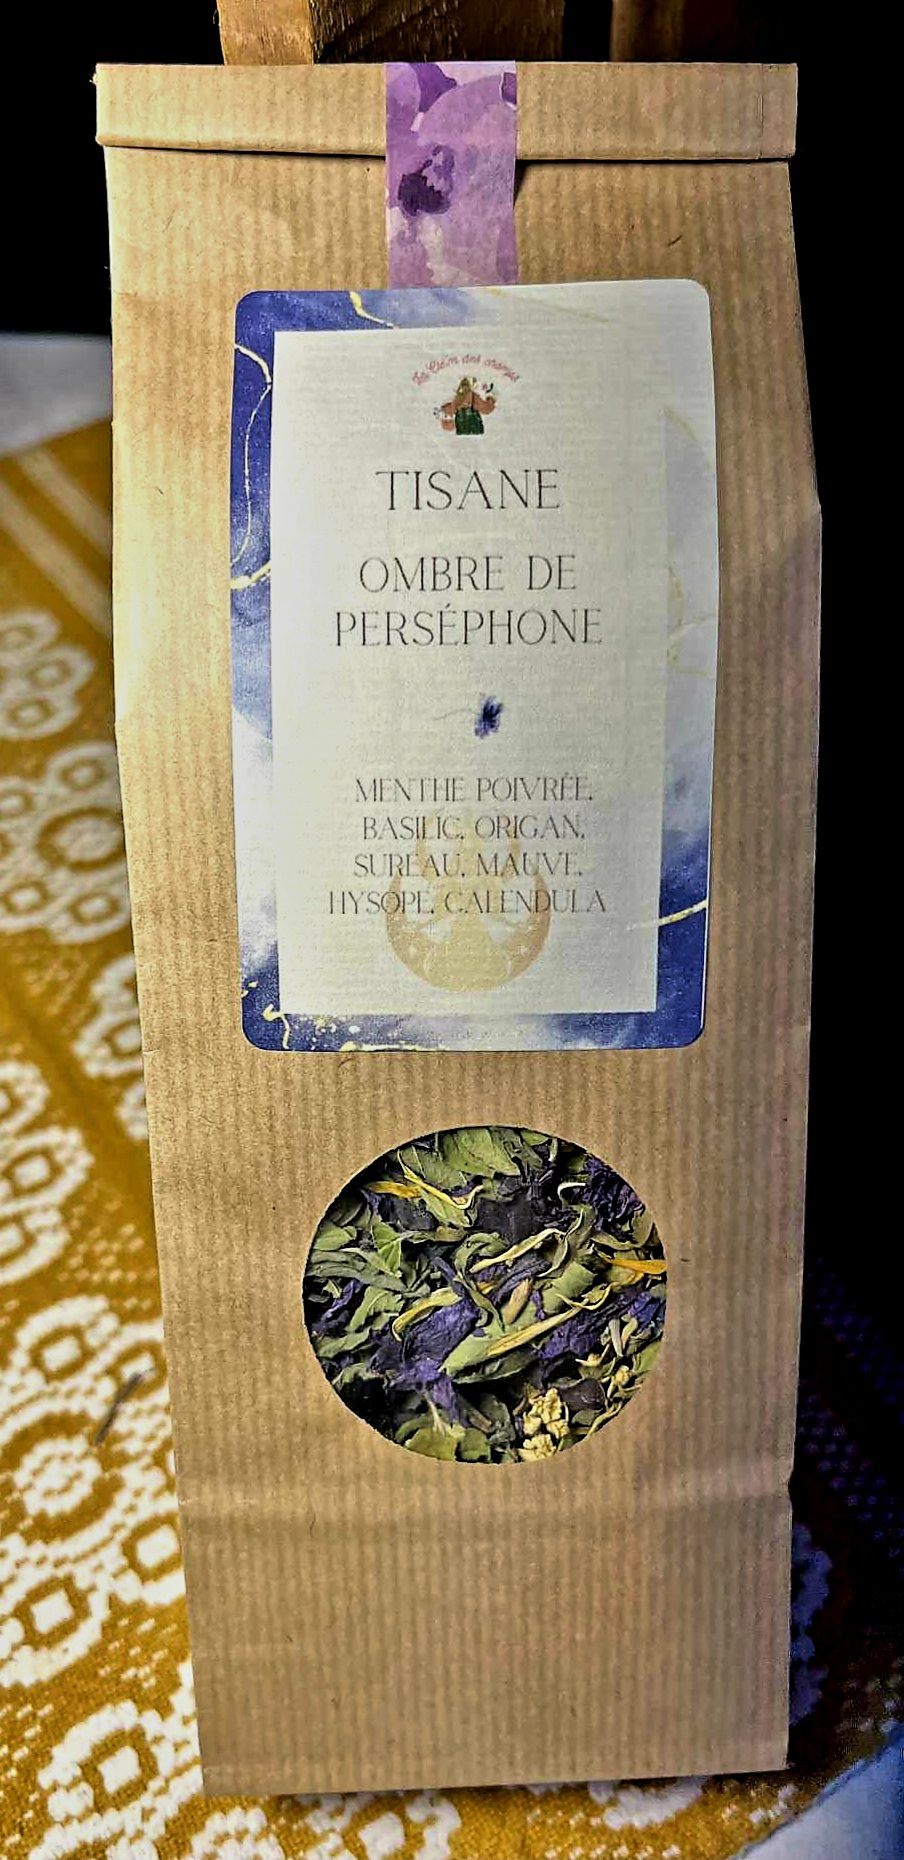 TISANE
OMBRE DE
PERSÉPHONE
MENTHE POIVRÉE,
BASILIC, ORIGAN,
SUREAU, MAUVE,
HYSOPE, CALENDULA